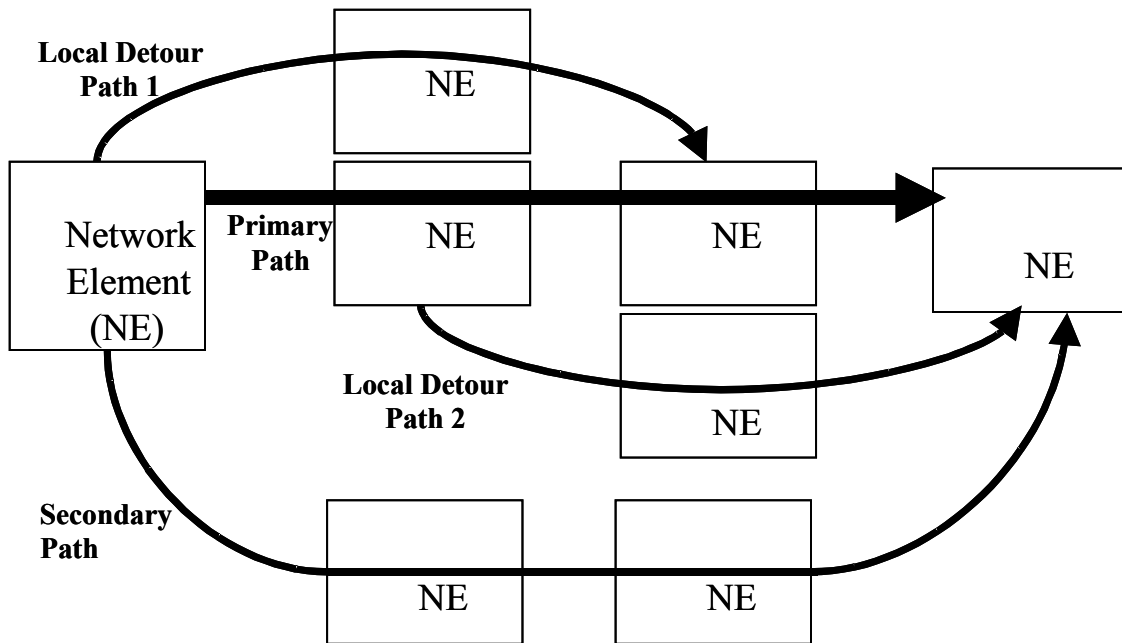 Local Detour
Path 1
NE
Network
Element
(NE)
Primary
Path
NE
NE
NE
Local Detour
Path 2
NE
Secondary
Path
NE
NE